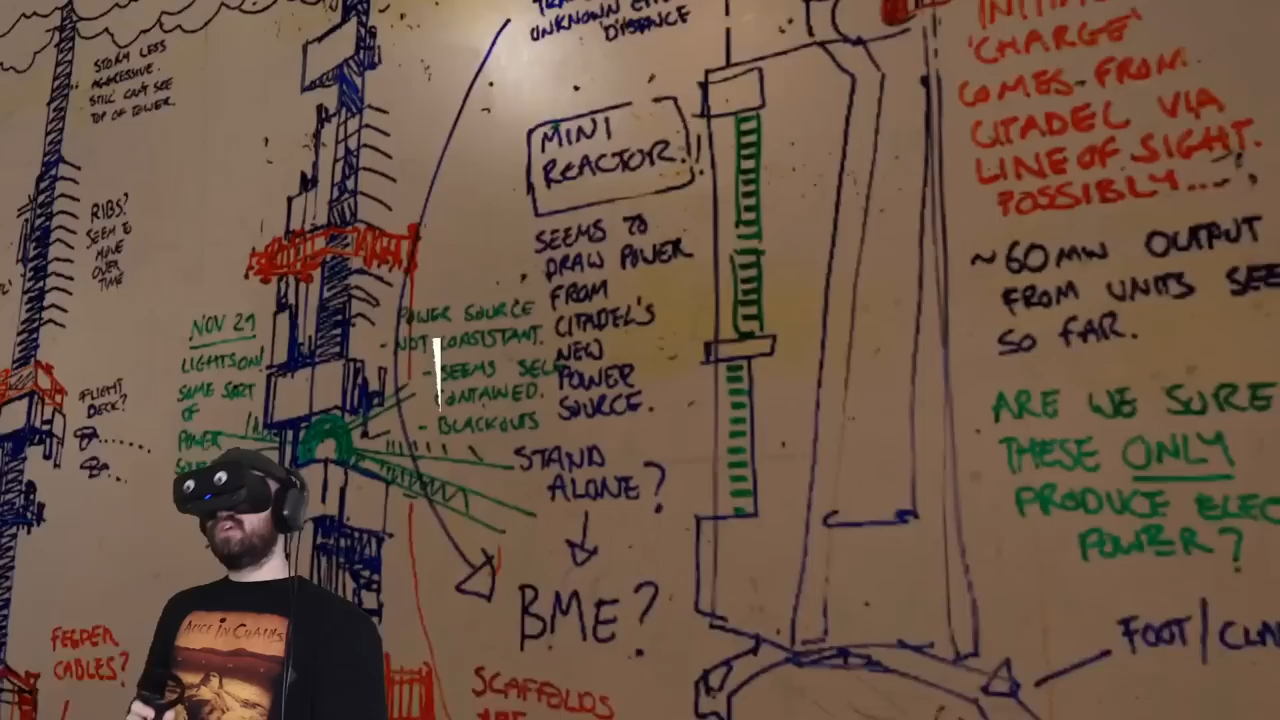 STORM LESS
AGGRESSIVE.
STILL CAN'T SEE
TOP OF TOWER.
RIBS?
SEEM TO
MOVE
OVER
TIME
FLIGHT
DECK?
FEEDER
CABLES?
NOV 29
LIGHTS ON!
SOME SORT
OF
POWER
UNKNOWN
DISTANCE
MINI
REACTOR.
SEEMS TO
DRAW POWER
FROM
CITADEL'S
NEW
POWER
SOURCE.
STAND
ALONE?
BME?
POWER SOURCE
NOT CONSISTANT.
- SEEMS SELF
CONTAINED.
- BLACKOUTS
SCAFFOLDS
ARE
'CHARGE'
COMES FROM
CITADEL VIA
LINE OF SIGHT.
POSSIBLY....
~60MW OUTPUT
FROM UNITS SEE
SO FAR.
ARE WE SURE
THESE ONLY
PRODUCE ELEC
POWER?
FOOT/CLA
ALICE IN CHAINS